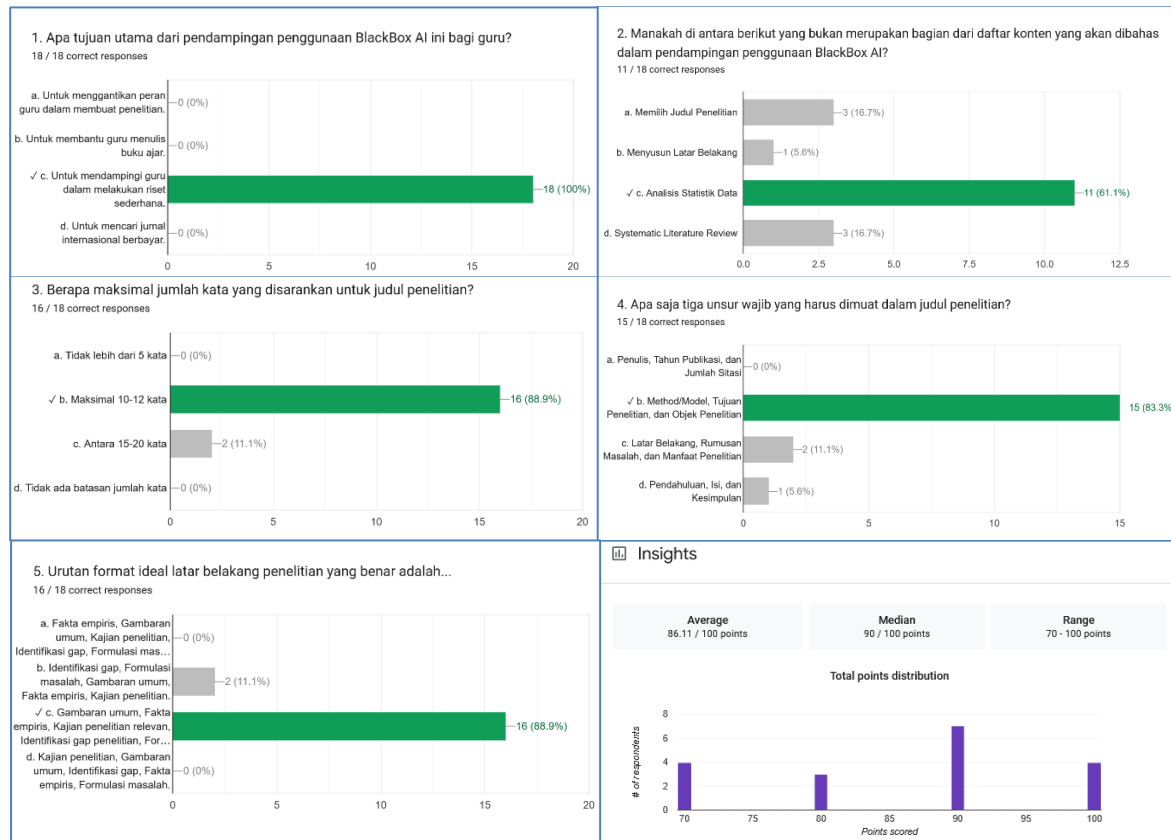 1. Apa tujuan utama dari pendampingan penggunaan BlackBox AI ini bagi guru?
18 / 18 correct responses
a. Untuk menggantikan peran
guru dalam membuat penelitian.
0 (0%)
b. Untuk membantu guru menulis
buku ajar.
0 (0%)
✓ c. Untuk mendampingi guru
dalam melakukan riset
sederhana.
18 (100%)
d. Untuk mencari jurnal
internasional berbayar.
0 (0%)
0 5 10 15 20
2. Manakah di antara berikut yang bukan merupakan bagian dari daftar konten yang akan dibahas
dalam pendampingan penggunaan BlackBox AI?
11 / 18 correct responses
a. Memilih Judul Penelitian
3 (16.7%)
b. Menyusun Latar Belakang
1 (5.6%)
✓ c. Analisis Statistik Data
11 (61.1%)
d. Systematic Literature Review
3 (16.7%)
0.0 2.5 5.0 7.5 10.0 12.5
3. Berapa maksimal jumlah kata yang disarankan untuk judul penelitian?
16 / 18 correct responses
a. Tidak lebih dari 5 kata
0 (0%)
✓ b. Maksimal 10-12 kata
16 (88.9%)
c. Antara 15-20 kata
2 (11.1%)
d. Tidak ada batasan jumlah kata
0 (0%)
0 5 10 15 20
4. Apa saja tiga unsur wajib yang harus dimuat dalam judul penelitian?
15 / 18 correct responses
a. Penulis, Tahun Publikasi, dan
Jumlah Sitasi
0 (0%)
✓ b. Method/Model, Tujuan
Penelitian, dan Objek Penelitian
15 (83.3%
c. Latar Belakang, Rumusan
Masalah, dan Manfaat Penelitian
2 (11.1%)
d. Pendahuluan, Isi, dan
Kesimpulan
1 (5.6%)
0 5 10 15
5. Urutan format ideal latar belakang penelitian yang benar adalah...
16 / 18 correct responses
a. Fakta empiris, Gambaran
umum, Kajian penelitian,
Identifikasi gap, Formulasi mas…
0 (0%)
b. Identifikasi gap, Formulasi
masalah, Gambaran umum,
Fakta empiris, Kajian penelitian.
2 (11.1%)
✓ c. Gambaran umum, Fakta
empiris, Kajian penelitian relevan,
Identifikasi gap penelitian, For…
16 (88.9%)
d. Kajian penelitian, Gambaran
umum, Identifikasi gap, Fakta
empiris, Formulasi masalah.
0 (0%)
0 5 10 15 20
Insights
Average
86.11 / 100 points
Median
90 / 100 points
Range
70 - 100 points
Total points distribution
# of respondents
8
6
4
2
0
70 75 80 85 90 95 100
Points scored